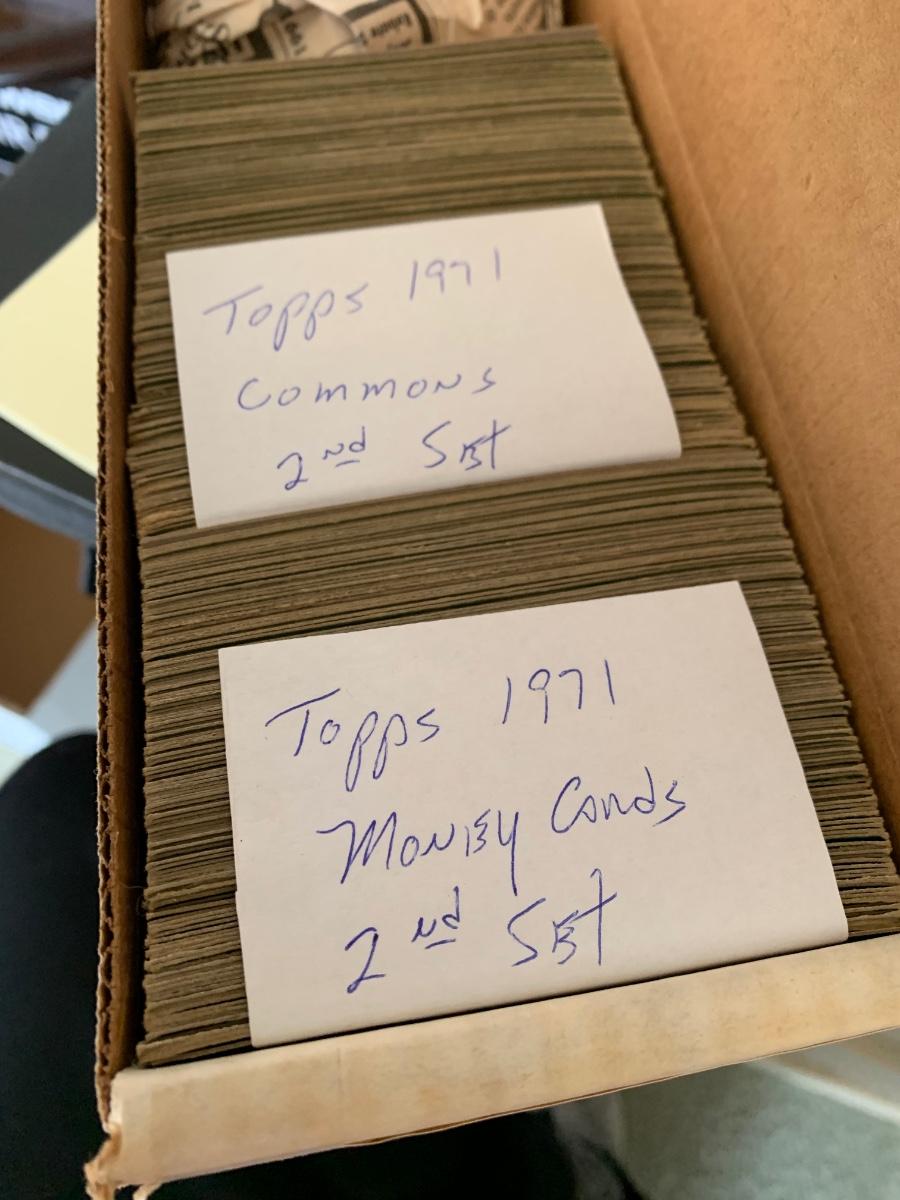 Topps 1971
Commons
2nd Set
Topps 1971
Money Cards
2nd Set